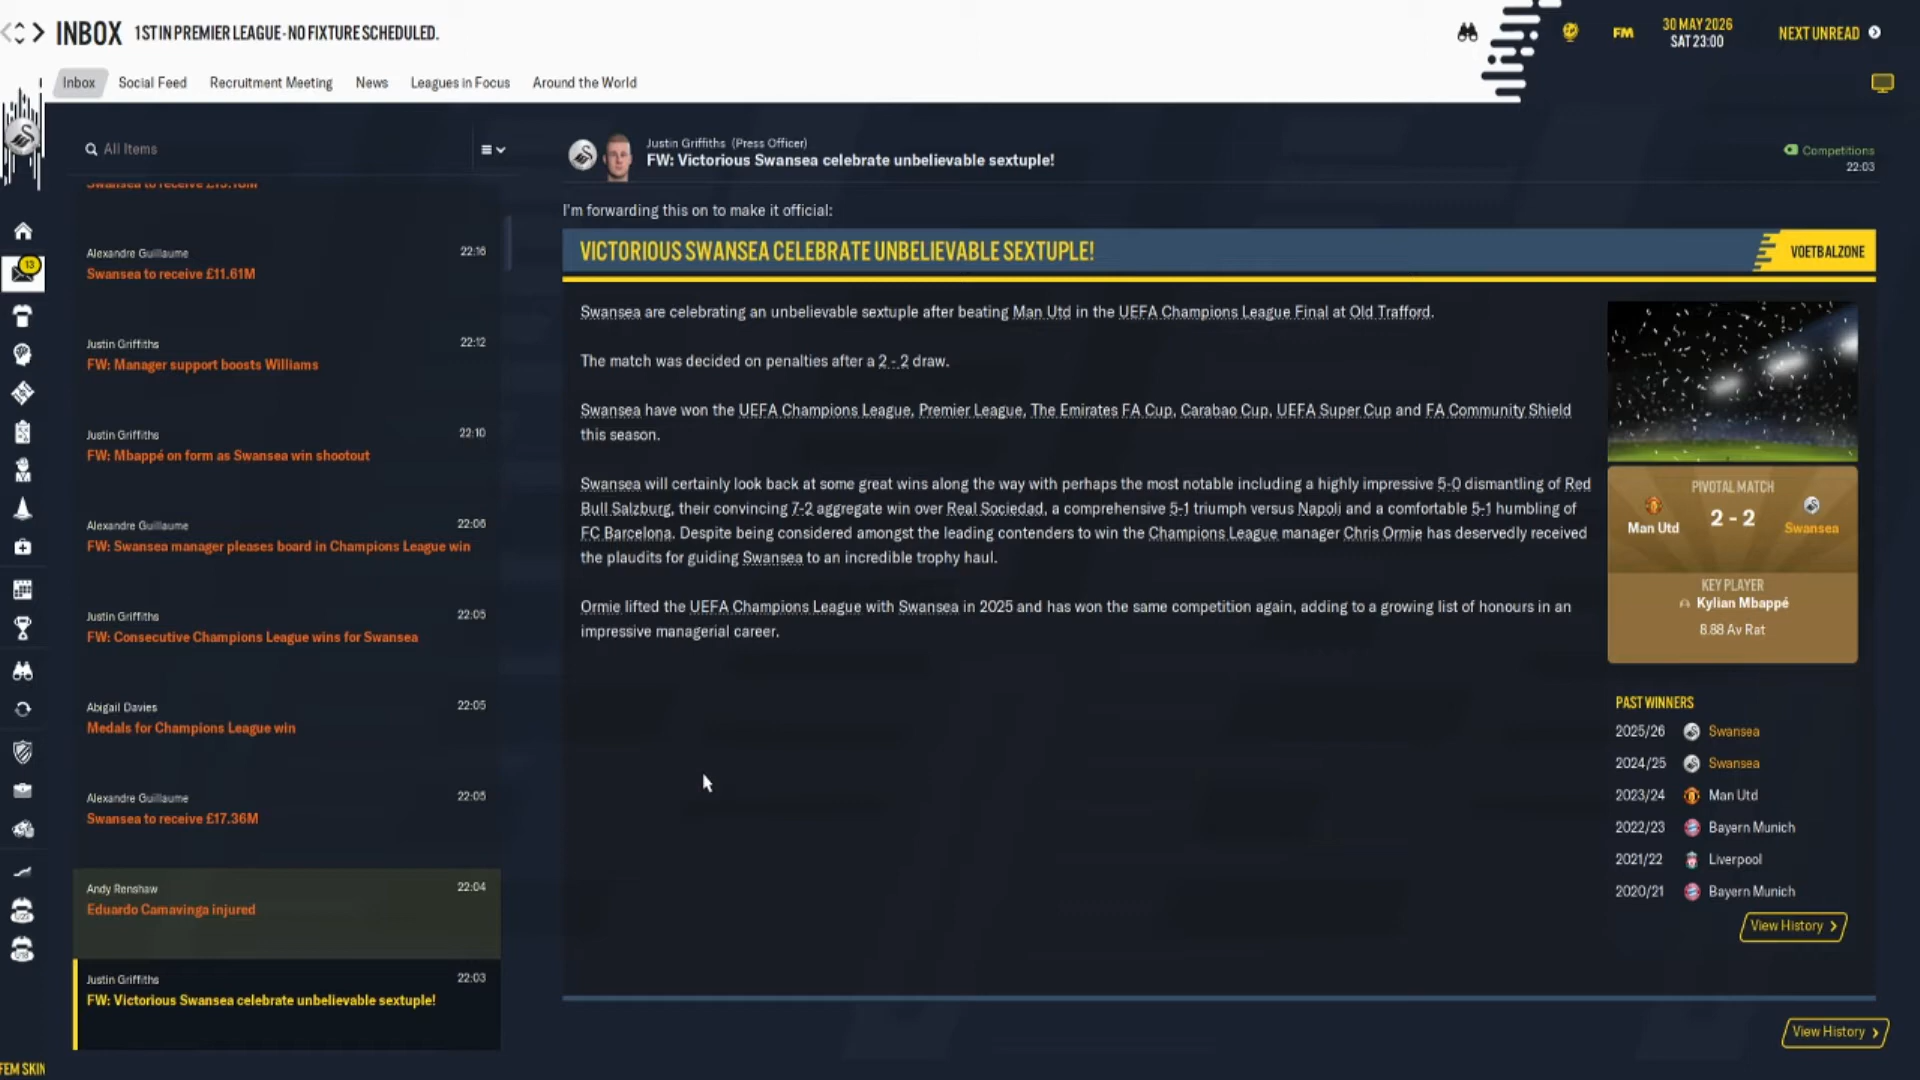 INBOX
1ST IN PREMIER LEAGUE - NO FIXTURE SCHEDULED.
FM
30 MAY 2026
SAT 23:00
NEXT UNREAD
Inbox
Social Feed
Recruitment Meeting
News
Leagues in Focus
Around the World
13
All Items
Alexandre Guillaume
22:16
Swansea to receive £11.61M
Justin Griffiths
22:12
FW: Manager support boosts Williams
Justin Griffiths
22:10
FW: Mbappé on form as Swansea win shootout
Alexandre Guillaume
22:06
FW: Swansea manager pleases board in Champions League win
Justin Griffiths
22:05
FW: Consecutive Champions League wins for Swansea
Abigail Davies
22:05
Medals for Champions League win
Alexandre Guillaume
22:05
Swansea to receive £17.36M
Andy Renshaw
22:04
Eduardo Camavinga injured
Justin Griffiths
22:03
FW: Victorious Swansea celebrate unbelievable sextuple!
FEM SKIN
Justin Griffiths (Press Officer)
FW: Victorious Swansea celebrate unbelievable sextuple!
Competitions
22:03
I'm forwarding this on to make it official:
VICTORIOUS SWANSEA CELEBRATE UNBELIEVABLE SEXTUPLE!
VOETBALZONE
Swansea are celebrating an unbelievable sextuple after beating Man Utd in the UEFA Champions League Final at Old Trafford.
The match was decided on penalties after a 2 - 2 draw.
Swansea have won the UEFA Champions League, Premier League, The Emirates FA Cup, Carabao Cup, UEFA Super Cup and FA Community Shield
this season.
Swansea will certainly look back at some great wins along the way with perhaps the most notable including a highly impressive 5-0 dismantling of Red
Bull Salzburg, their convincing 7-2 aggregate win over Real Sociedad, a comprehensive 5-1 triumph versus Napoli and a comfortable 5-1 humbling of
FC Barcelona. Despite being considered amongst the leading contenders to win the Champions League manager Chris Ormie has deservedly received
the plaudits for guiding Swansea to an incredible trophy haul.
Ormie lifted the UEFA Champions League with Swansea in 2025 and has won the same competition again, adding to a growing list of honours in an
impressive managerial career.
PIVOTAL MATCH
Man Utd
2 - 2
Swansea
KEY PLAYER
Kylian Mbappé
8.88 Av Rat
PAST WINNERS
2025/26 Swansea
2024/25 Swansea
2023/24 Man Utd
2022/23 Bayern Munich
2021/22 Liverpool
2020/21 Bayern Munich
View History
View History